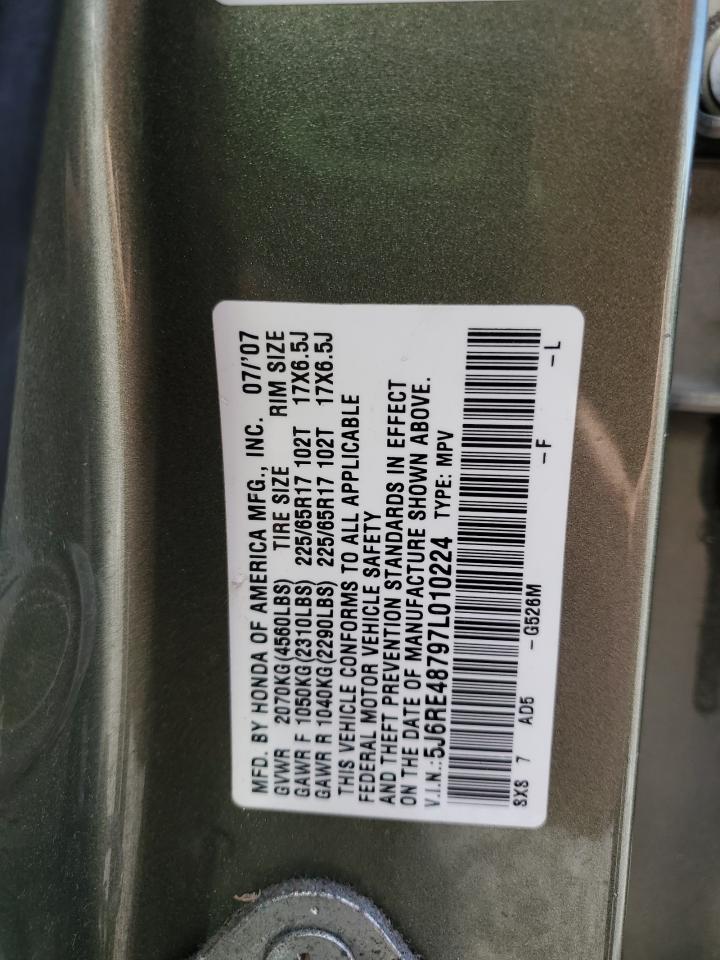 MFD. BY HONDA OF AMERICA MFG., INC. 07/'07
GVWR 2070KG(4560LBS) TIRE SIZE RIM SIZE
GAWR F 1050KG(2310LBS) 225/65R17 102T 17X6.5J
GAWR R 1040KG(2290LBS) 225/65R17 102T 17X6.5J
THIS VEHICLE CONFORMS TO ALL APPLICABLE
FEDERAL MOTOR VEHICLE SAFETY
AND THEFT PREVENTION STANDARDS IN EFFECT
ON THE DATE OF MANUFACTURE SHOWN ABOVE.
V.I.N.:5J6RE48797L010224 TYPE: MPV
SXS 7 AD5 -G526M -F -L